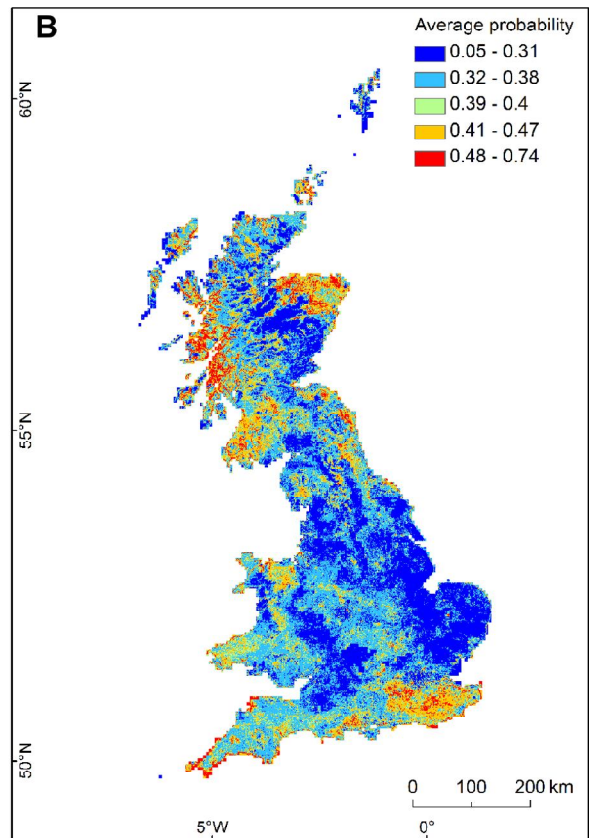 B
Average probability
0.05 - 0.31
0.32 - 0.38
0.39 - 0.4
0.41 - 0.47
0.48 - 0.74
60°N
55°N
50°N
0 100 200 km
5°W 0°